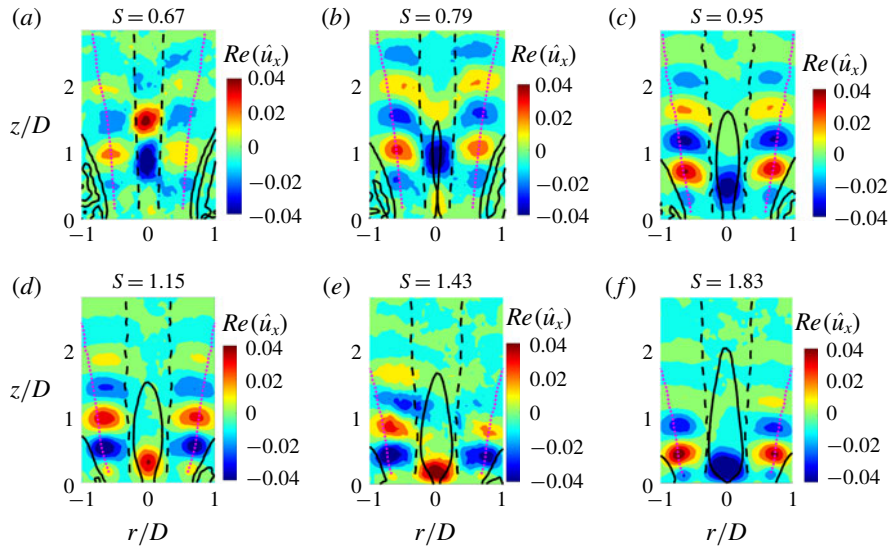 (a) S = 0.67 (b) S = 0.79 (c) S = 0.95
Re(û_x) Re(û_x) Re(û_x)
0.04 0.04 0.04
2 2 2
0.02 0.02 0.02
z/D
1 0 1 0 1 0
−0.02 −0.02 −0.02
0 −0.04 0 −0.04 0 −0.04
−1 0 1 −1 0 1 −1 0 1
(d) S = 1.15 (e) S = 1.43 (f) S = 1.83
Re(û_x) Re(û_x) Re(û_x)
0.04 0.04 0.04
2 2 2
0.02 0.02 0.02
z/D
1 0 1 0 1 0
−0.02 −0.02 −0.02
0 −0.04 0 −0.04 0 −0.04
−1 0 1 −1 0 1 −1 0 1
r/D r/D r/D